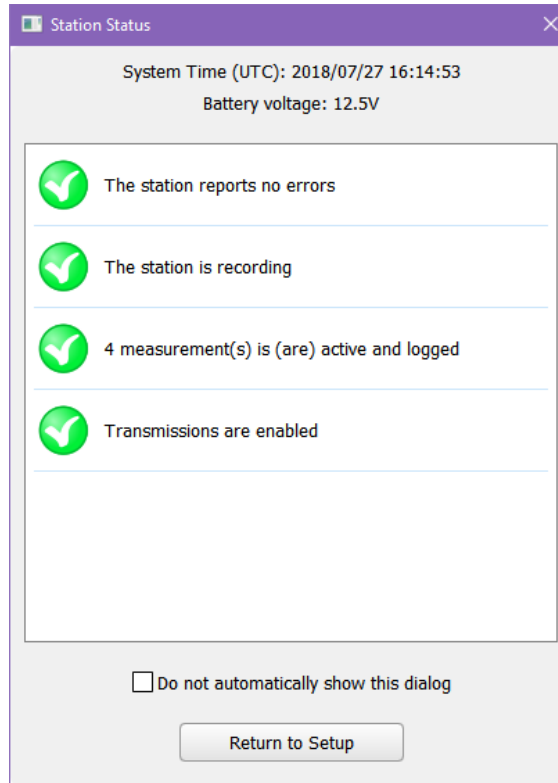 Station Status
System Time (UTC): 2018/07/27 16:14:53
Battery voltage: 12.5V
The station reports no errors
The station is recording
4 measurement(s) is (are) active and logged
Transmissions are enabled
Do not automatically show this dialog
Return to Setup